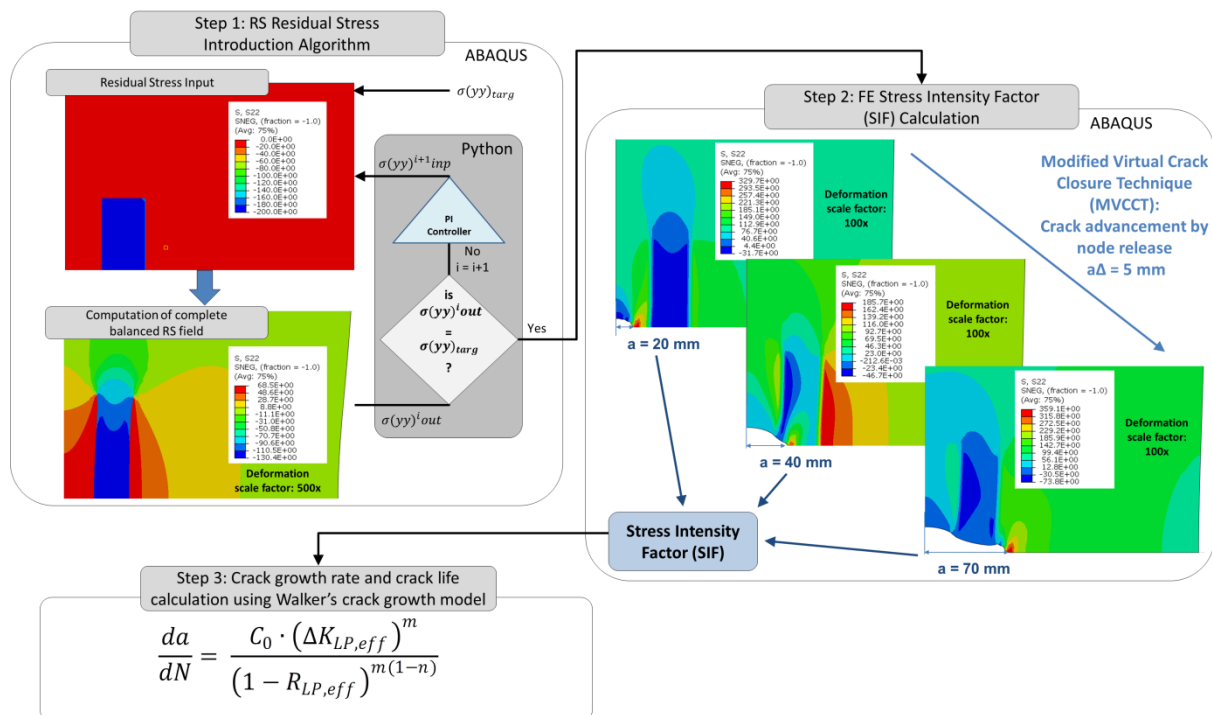 Step 1: RS Residual Stress
Introduction Algorithm
ABAQUS
Residual Stress Input
σ(yy)targ
S, S22
SNEG, (fraction = -1.0)
(Avg: 75%)
0.0E+00
-20.0E+00
-40.0E+00
-60.0E+00
-80.0E+00
-100.0E+00
-120.0E+00
-140.0E+00
-160.0E+00
-180.0E+00
-200.0E+00
Python
σ(yy)^i+1 inp
PI
Controller
No
i = i+1
is
σ(yy)^i out
=
σ(yy)targ
?
Yes
σ(yy)^i out
Computation of complete
balanced RS field
S, S22
SNEG, (fraction = -1.0)
(Avg: 75%)
68.5E+00
48.6E+00
28.7E+00
8.8E+00
-11.1E+00
-31.0E+00
-50.8E+00
-70.7E+00
-90.6E+00
-110.5E+00
-130.4E+00
Deformation
scale factor: 500x
Step 2: FE Stress Intensity Factor
(SIF) Calculation
ABAQUS
S, S22
SNEG, (fraction = -1.0)
(Avg: 75%)
329.7E+00
293.5E+00
257.4E+00
221.3E+00
185.1E+00
149.0E+00
112.9E+00
76.7E+00
40.6E+00
4.4E+00
-31.7E+00
Deformation
scale factor:
100x
a = 20 mm
Modified Virtual Crack
Closure Technique
(MVCCT):
Crack advancement by
node release
aΔ = 5 mm
S, S22
SNEG, (fraction = -1.0)
(Avg: 75%)
185.7E+00
162.4E+00
139.2E+00
116.0E+00
92.7E+00
69.5E+00
46.3E+00
23.0E+00
-212.6E-03
-23.4E+00
-46.7E+00
Deformation
scale factor:
100x
a = 40 mm
S, S22
SNEG, (fraction = -1.0)
(Avg: 75%)
359.1E+00
315.8E+00
272.5E+00
229.2E+00
185.9E+00
142.7E+00
99.4E+00
56.1E+00
12.8E+00
-30.5E+00
-73.8E+00
Deformation
scale factor:
100x
a = 70 mm
Stress Intensity
Factor (SIF)
Step 3: Crack growth rate and crack life
calculation using Walker's crack growth model
da/dN = C₀ · (ΔK_LP,eff)^m / (1 − R_LP,eff)^m(1−n)